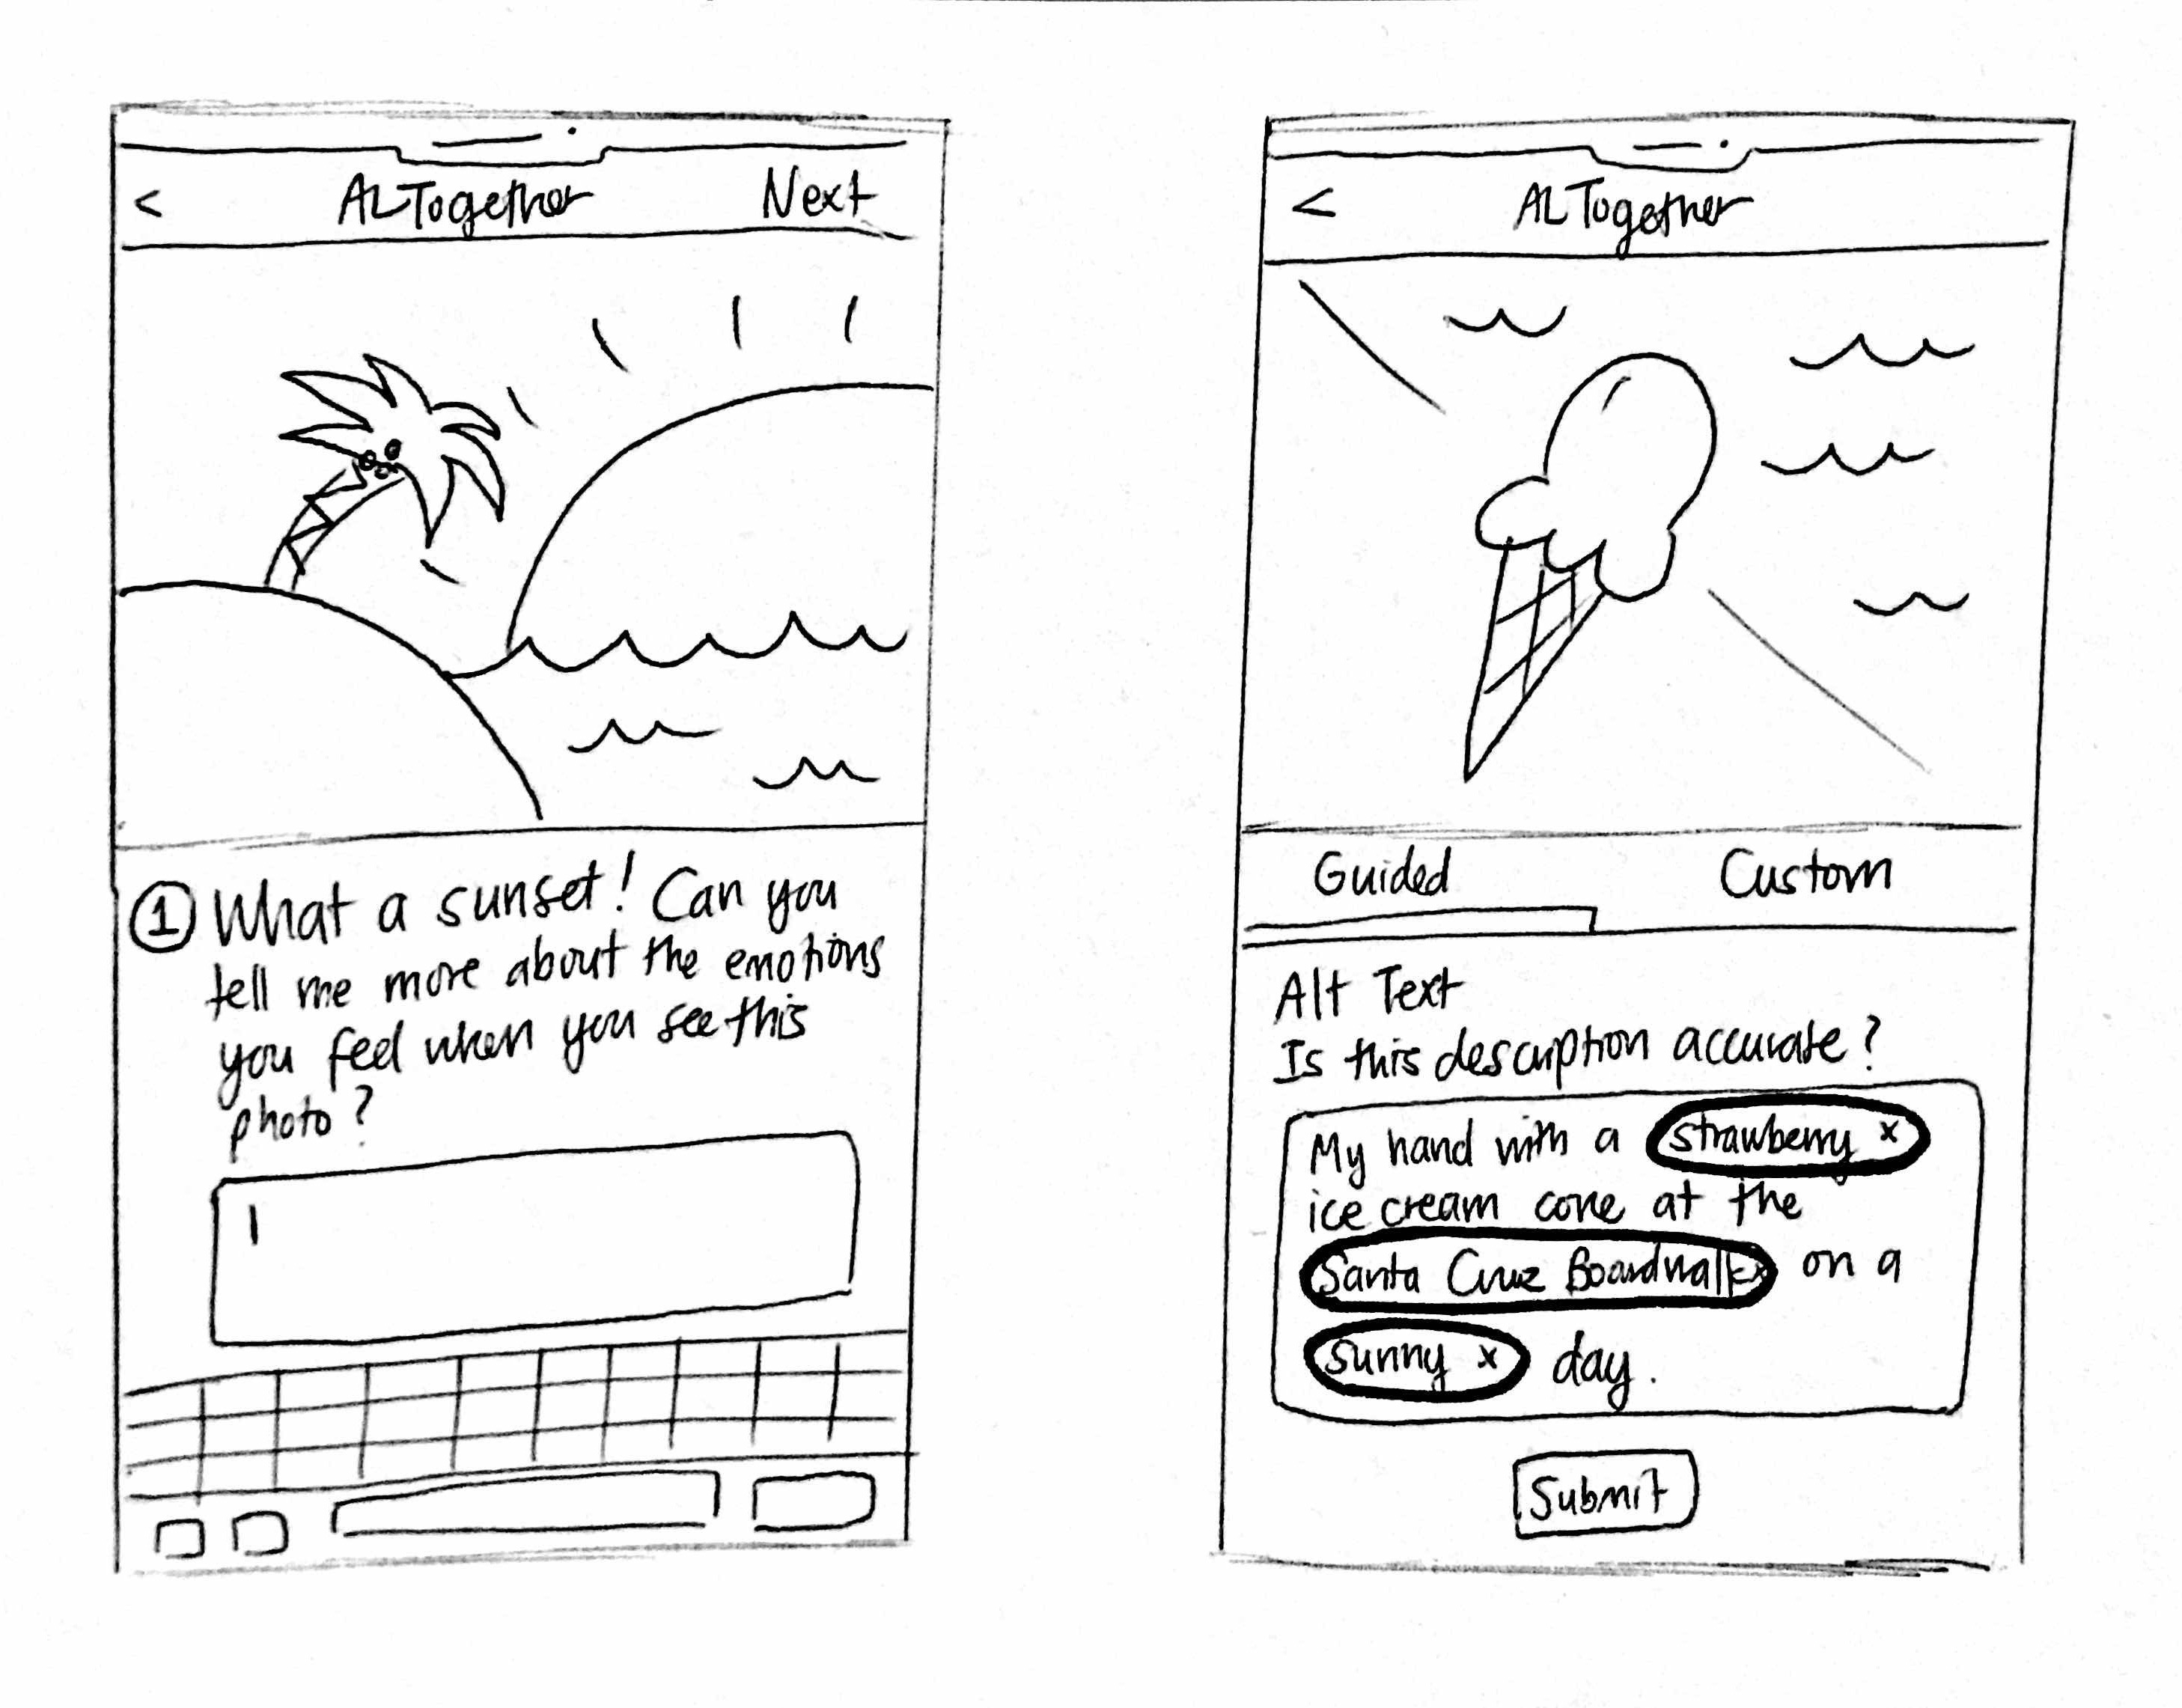 < ALTogether Next
① What a sunset! Can you
tell me more about the emotions
you feel when you see this
photo?
< ALTogether
Guided Custom
Alt Text
Is this description accurate?
My hand with a strawberry x
ice cream cone at the
Santa Cruz Boardwalk x on a
sunny x day.
Submit